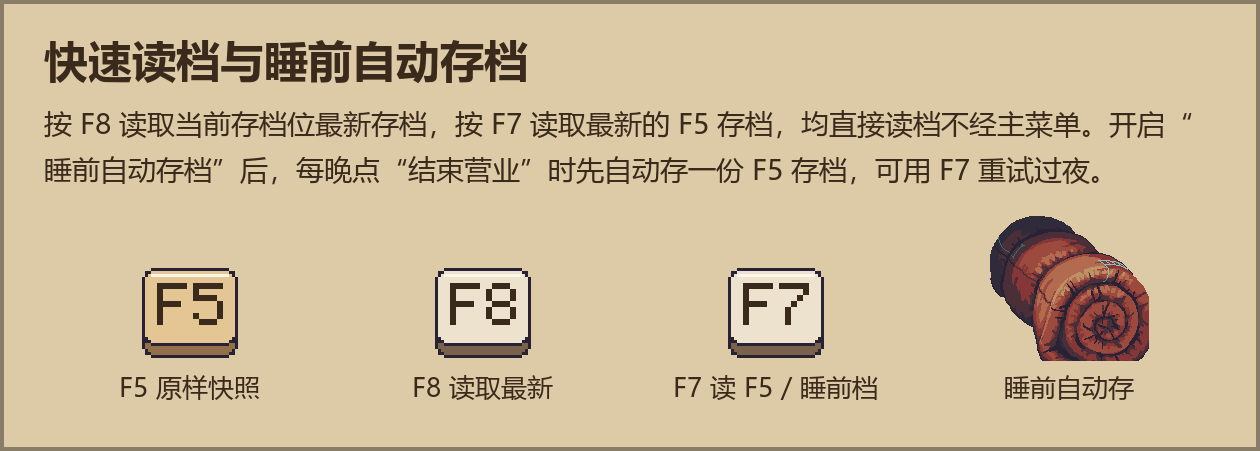 快速读档与睡前自动存档
按 F8 读取当前存档位最新存档，按 F7 读取最新的 F5 存档，均直接读档不经主菜单。开启“
睡前自动存档”后，每晚点“结束营业”时先自动存一份 F5 存档，可用 F7 重试过夜。
F5
F8
F7
F5 原样快照
F8 读取最新
F7 读 F5 / 睡前档
睡前自动存